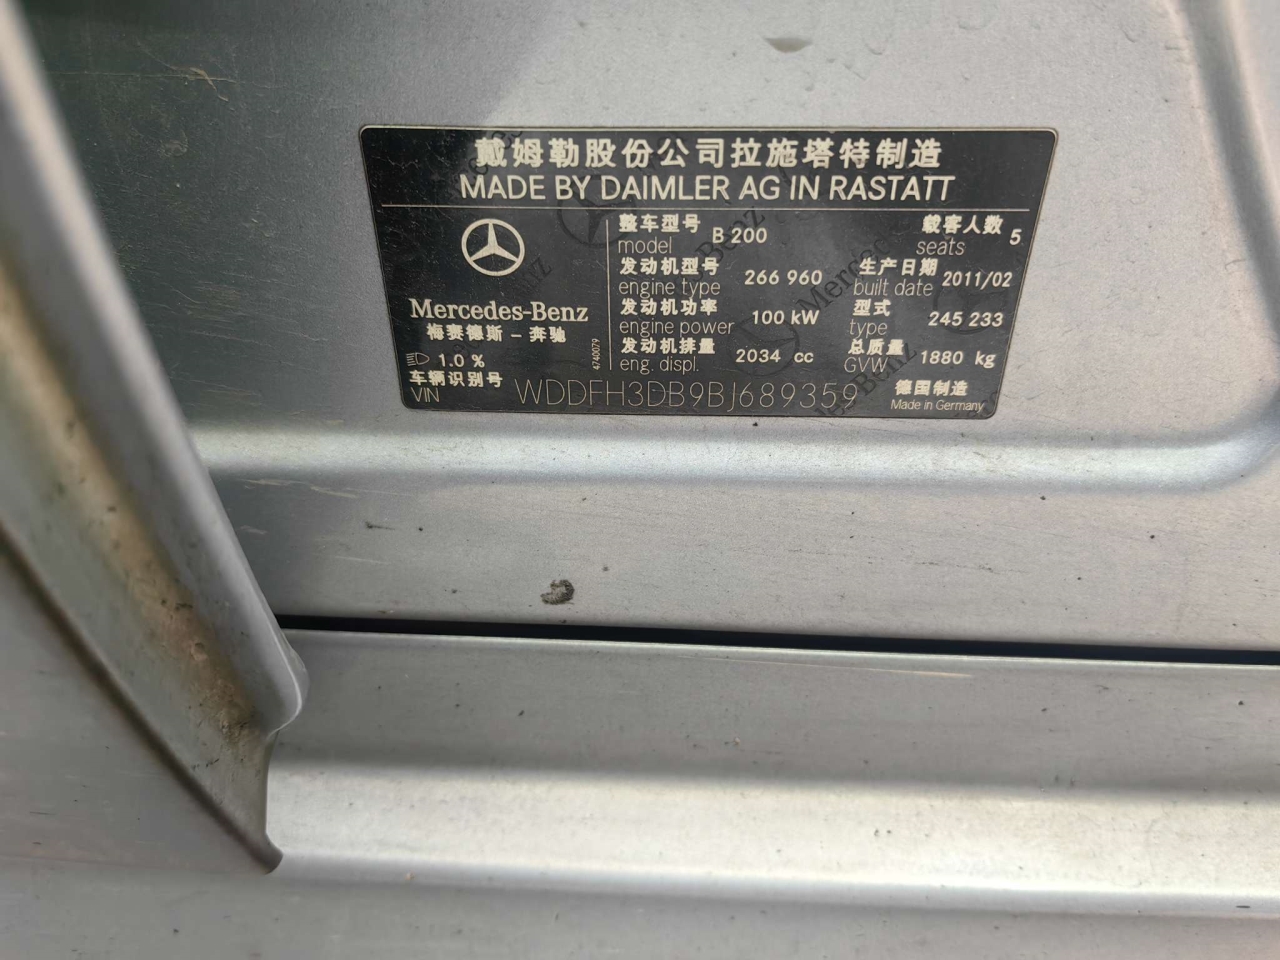 戴姆勒股份公司拉施塔特制造
MADE BY DAIMLER AG IN RASTATT
Mercedes-Benz
梅赛德斯-奔驰
1.0 %
4740079
整车型号 B 200 载客人数 5
model seats
发动机型号 266 960 生产日期 2011/02
engine type built date
发动机功率 100 kW 型式 245 233
engine power type
发动机排量 2034 cc 总质量 1880 kg
eng. displ. GVW
车辆识别号 WDDFH3DB9BJ689359 德国制造
VIN Made in Germany